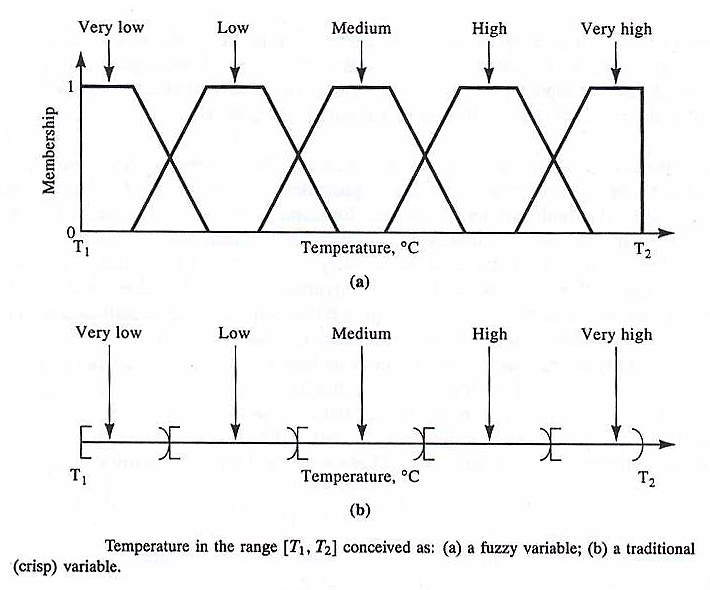 Very low Low Medium High Very high
1
Membership
0
T₁ Temperature, °C T₂
(a)
Very low Low Medium High Very high
T₁ Temperature, °C T₂
(b)
Temperature in the range [T₁, T₂] conceived as: (a) a fuzzy variable; (b) a traditional
(crisp) variable.